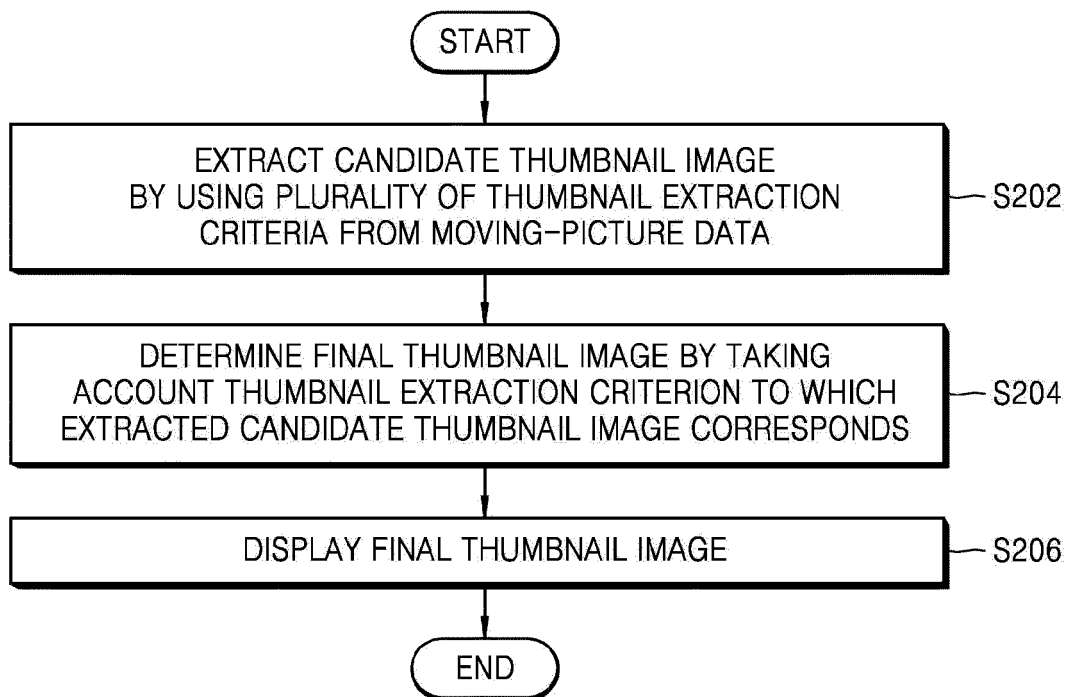 START
EXTRACT CANDIDATE THUMBNAIL IMAGE
BY USING PLURALITY OF THUMBNAIL EXTRACTION
CRITERIA FROM MOVING-PICTURE DATA
S202
DETERMINE FINAL THUMBNAIL IMAGE BY TAKING
ACCOUNT THUMBNAIL EXTRACTION CRITERION TO WHICH
EXTRACTED CANDIDATE THUMBNAIL IMAGE CORRESPONDS
S204
DISPLAY FINAL THUMBNAIL IMAGE
S206
END